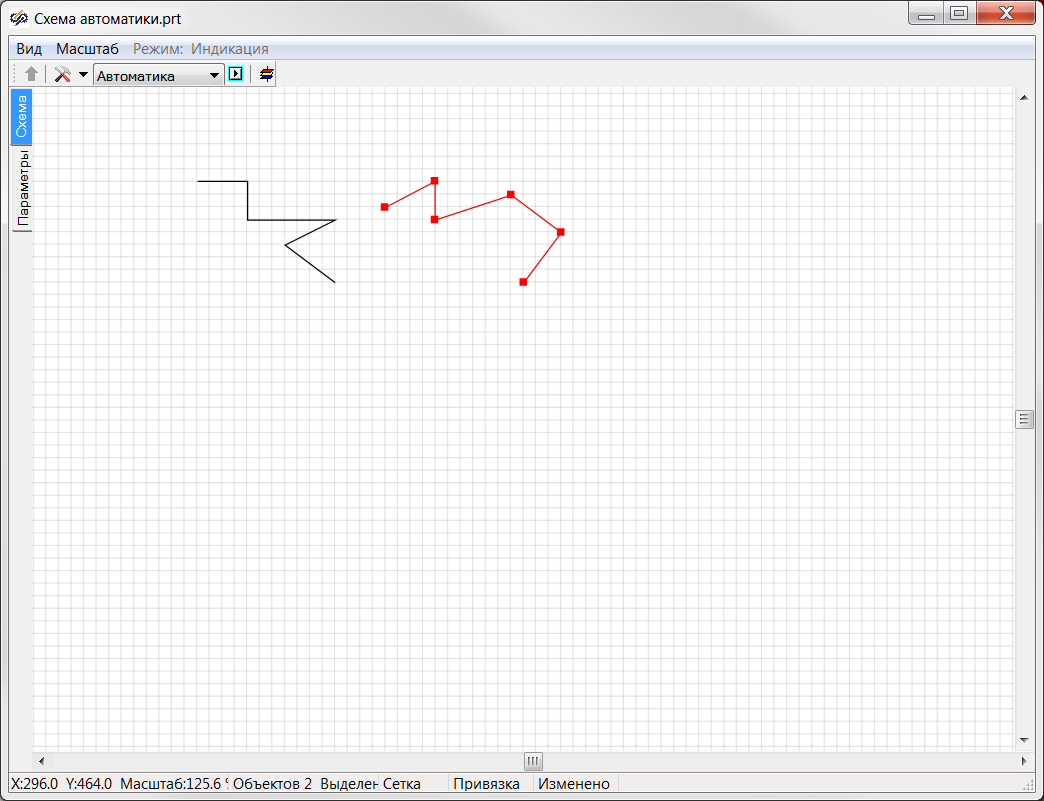 Схема автоматики.prt
Вид Масштаб Режим: Индикация
Автоматика
Схема
Параметры
X:296.0 Y:464.0 Масштаб:125.6 % Объектов 2 Выделен Сетка Привязка Изменено